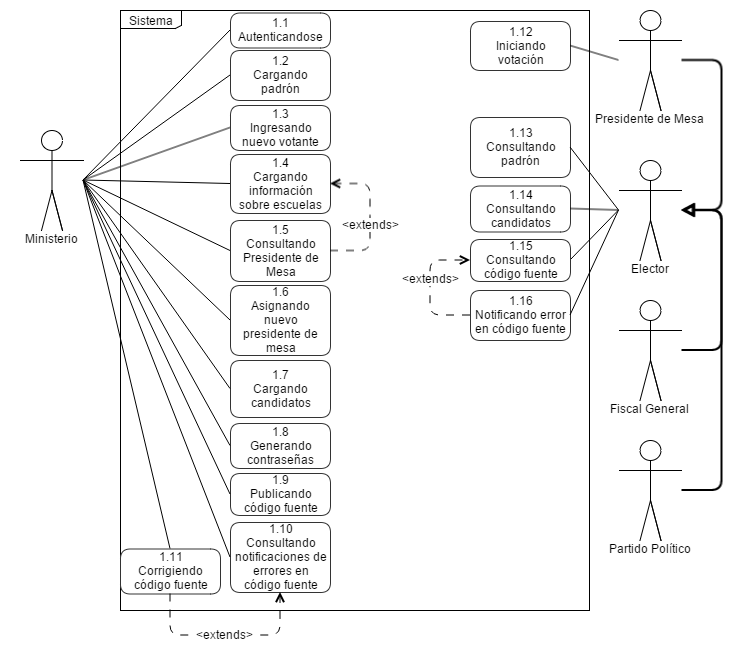 Sistema
1.1
Autenticandose
1.2
Cargando
padrón
1.3
Ingresando
nuevo votante
1.4
Cargando
información
sobre escuelas
<extends>
1.5
Consultando
Presidente de
Mesa
1.6
Asignando
nuevo
presidente de
mesa
1.7
Cargando
candidatos
1.8
Generando
contraseñas
1.9
Publicando
código fuente
1.10
Consultando
notificaciones de
errores en
código fuente
1.11
Corrigiendo
código fuente
<extends>
Ministerio
1.12
Iniciando
votación
1.13
Consultando
padrón
1.14
Consultando
candidatos
1.15
Consultando
código fuente
<extends>
1.16
Notificando error
en código fuente
Presidente de Mesa
Elector
Fiscal General
Partido Político